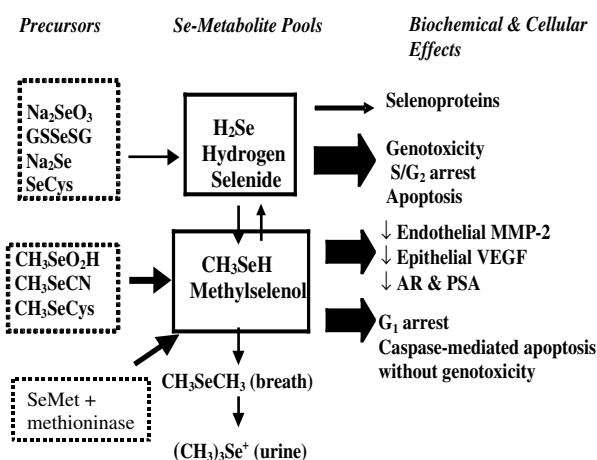 Precursors
Se-Metabolite Pools
Biochemical & Cellular
Effects
Na₂SeO₃
GSSeSG
Na₂Se
SeCys
H₂Se
Hydrogen
Selenide
Selenoproteins
Genotoxicity
S/G₂ arrest
Apoptosis
CH₃SeO₂H
CH₃SeCN
CH₃SeCys
CH₃SeH
Methylselenol
↓ Endothelial MMP-2
↓ Epithelial VEGF
↓ AR & PSA
G₁ arrest
Caspase-mediated apoptosis
without genotoxicity
SeMet +
methioninase
CH₃SeCH₃ (breath)
(CH₃)₃Se⁺ (urine)